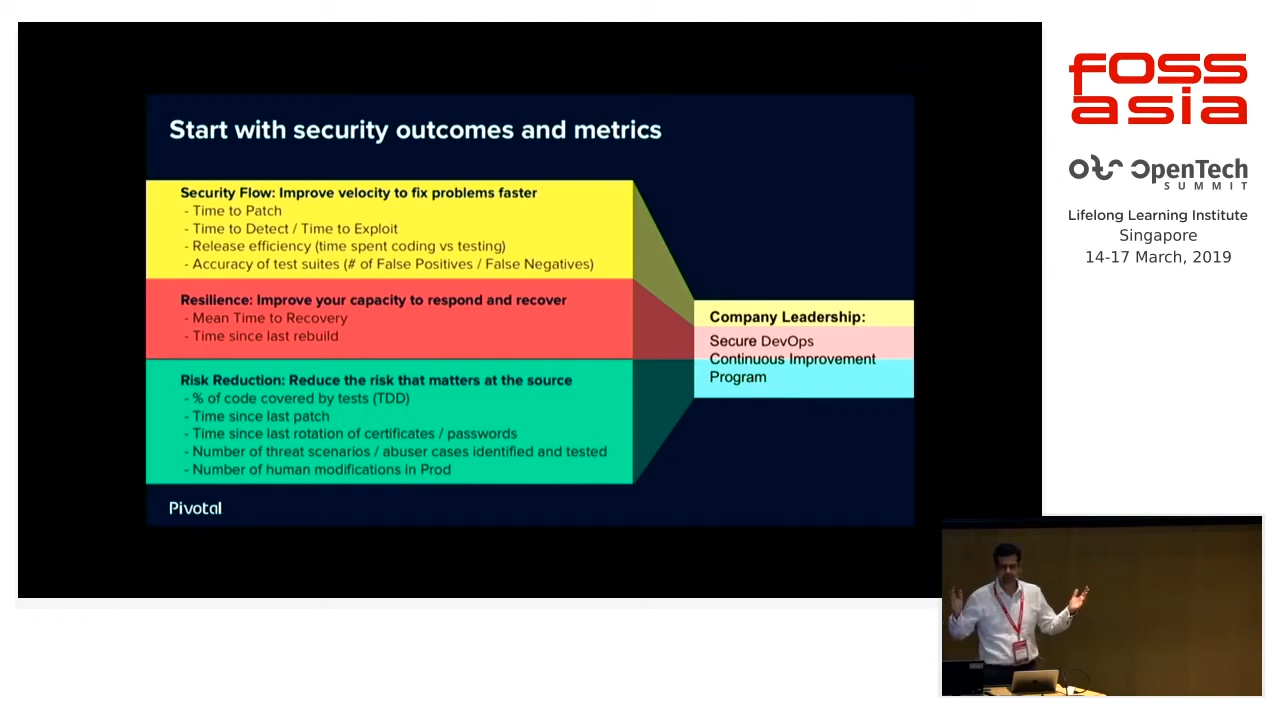 Start with security outcomes and metrics
Security Flow: Improve velocity to fix problems faster
- Time to Patch
- Time to Detect / Time to Exploit
- Release efficiency (time spent coding vs testing)
- Accuracy of test suites (# of False Positives / False Negatives)
Resilience: Improve your capacity to respond and recover
- Mean Time to Recovery
- Time since last rebuild
Risk Reduction: Reduce the risk that matters at the source
- % of code covered by tests (TDD)
- Time since last patch
- Time since last rotation of certificates / passwords
- Number of threat scenarios / abuser cases identified and tested
- Number of human modifications in Prod
Company Leadership:
Secure DevOps
Continuous Improvement
Program
Pivotal
foss
asia
OpenTech
SUMMIT
Lifelong Learning Institute
Singapore
14-17 March, 2019